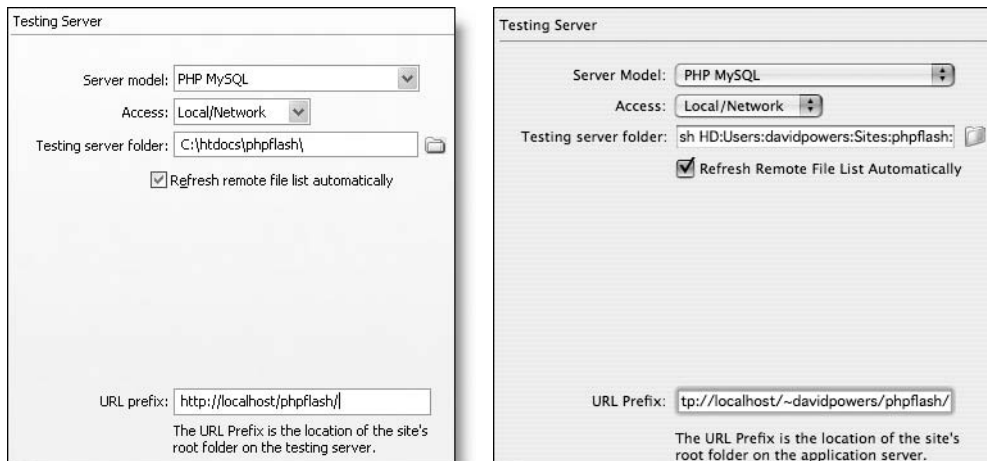 Testing Server
Server model: PHP MySQL
Access: Local/Network
Testing server folder: C:\htdocs\phpflash\
Refresh remote file list automatically
URL prefix: http://localhost/phpflash/
The URL Prefix is the location of the site's
root folder on the testing server.
Testing Server
Server Model: PHP MySQL
Access: Local/Network
Testing server folder: sh HD:Users:davidpowers:Sites:phpflash:
Refresh Remote File List Automatically
URL Prefix: tp://localhost/~davidpowers/phpflash/
The URL Prefix is the location of the site's
root folder on the application server.